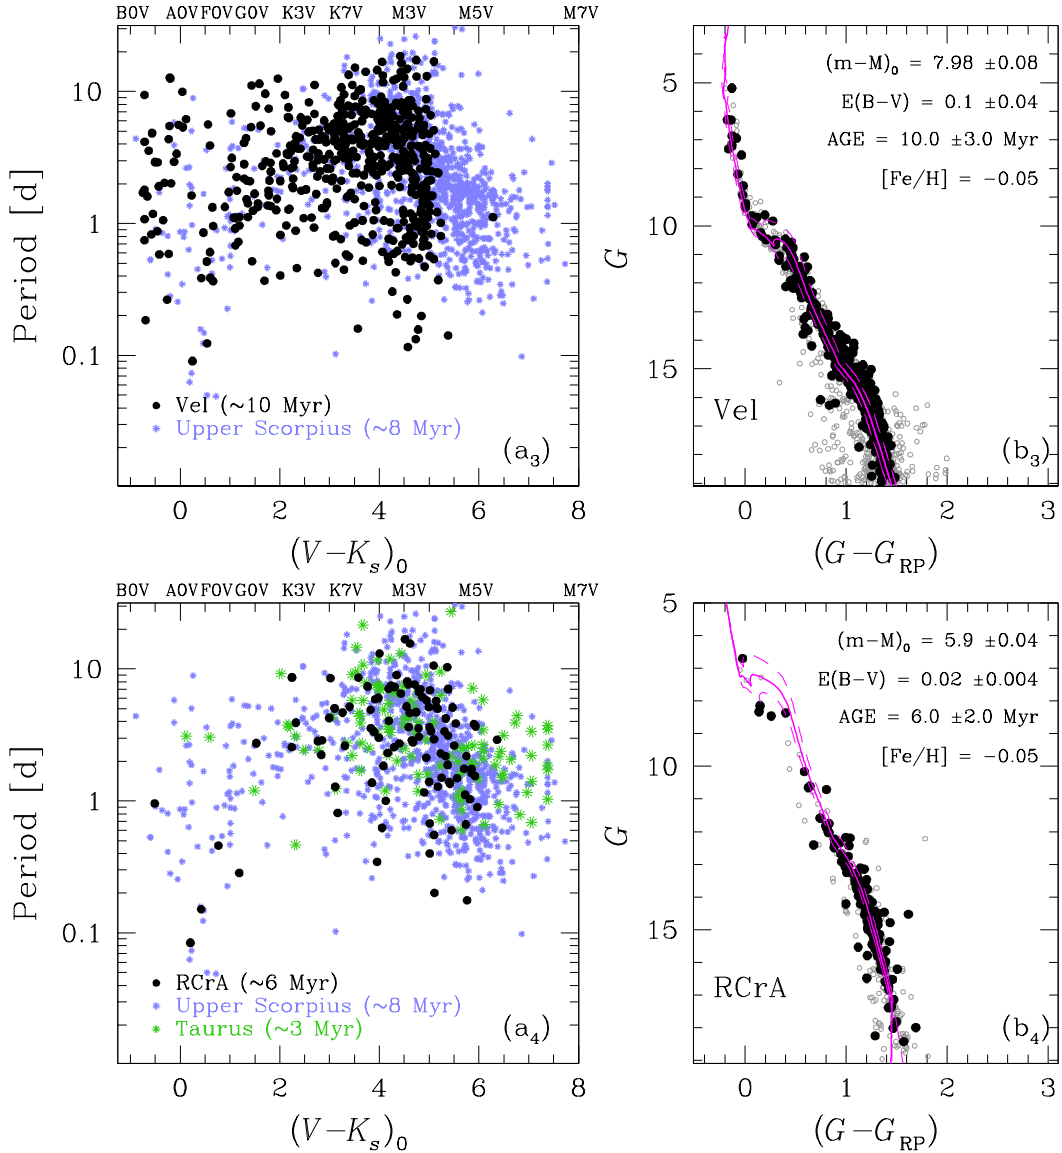 B0V A0V F0V G0V K3V K7V M3V M5V M7V
10
1
0.1
Period [d]
Vel (~10 Myr)
Upper Scorpius (~8 Myr)
(a₃)
0 2 4 6 8
(V−Kₛ)₀
(m−M)₀ = 7.98 ±0.08
E(B−V) = 0.1 ±0.04
AGE = 10.0 ±3.0 Myr
[Fe/H] = −0.05
5
10
15
G
Vel
(b₃)
0 1 2 3
(G−G_RP)
B0V A0V F0V G0V K3V K7V M3V M5V M7V
10
1
0.1
Period [d]
RCrA (~6 Myr)
Upper Scorpius (~8 Myr)
Taurus (~3 Myr)
(a₄)
0 2 4 6 8
(V−Kₛ)₀
(m−M)₀ = 5.9 ±0.04
E(B−V) = 0.02 ±0.004
AGE = 6.0 ±2.0 Myr
[Fe/H] = −0.05
5
10
15
G
RCrA
(b₄)
0 1 2 3
(G−G_RP)